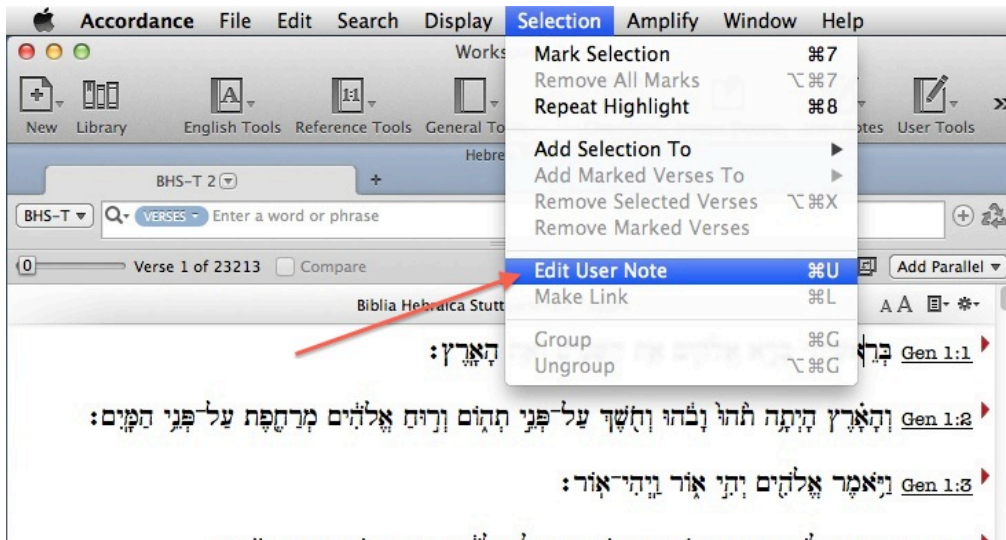 Accordance File Edit Search Display Selection Amplify Window Help
Works
Mark Selection ⌘7
Remove All Marks ⌥⌘7
Repeat Highlight ⌘8
Add Selection To ▶
Add Marked Verses To ▶
Remove Selected Verses ⌥⌘X
Remove Marked Verses
Edit User Note ⌘U
Make Link ⌘L
Group ⌘G
Ungroup ⌥⌘G
New Library English Tools Reference Tools General To otes User Tools
Hebre
BHS-T 2 +
BHS-T VERSES Enter a word or phrase
0 Verse 1 of 23213 Compare Add Parallel
Biblia Hebraica Stutt A A
Gen 1:1 הָאָֽרֶץ׃
Gen 1:2 וְהָאָ֗רֶץ הָיְתָ֥ה תֹ֙הוּ֙ וָבֹ֔הוּ וְחֹ֖שֶׁךְ עַל־פְּנֵ֣י תְה֑וֹם וְר֣וּחַ אֱלֹהִ֔ים מְרַחֶ֖פֶת עַל־פְּנֵ֥י הַמָּֽיִם׃
Gen 1:3 וַיֹּ֥אמֶר אֱלֹהִ֖ים יְהִ֣י א֑וֹר וַֽיְהִי־אֽוֹר׃